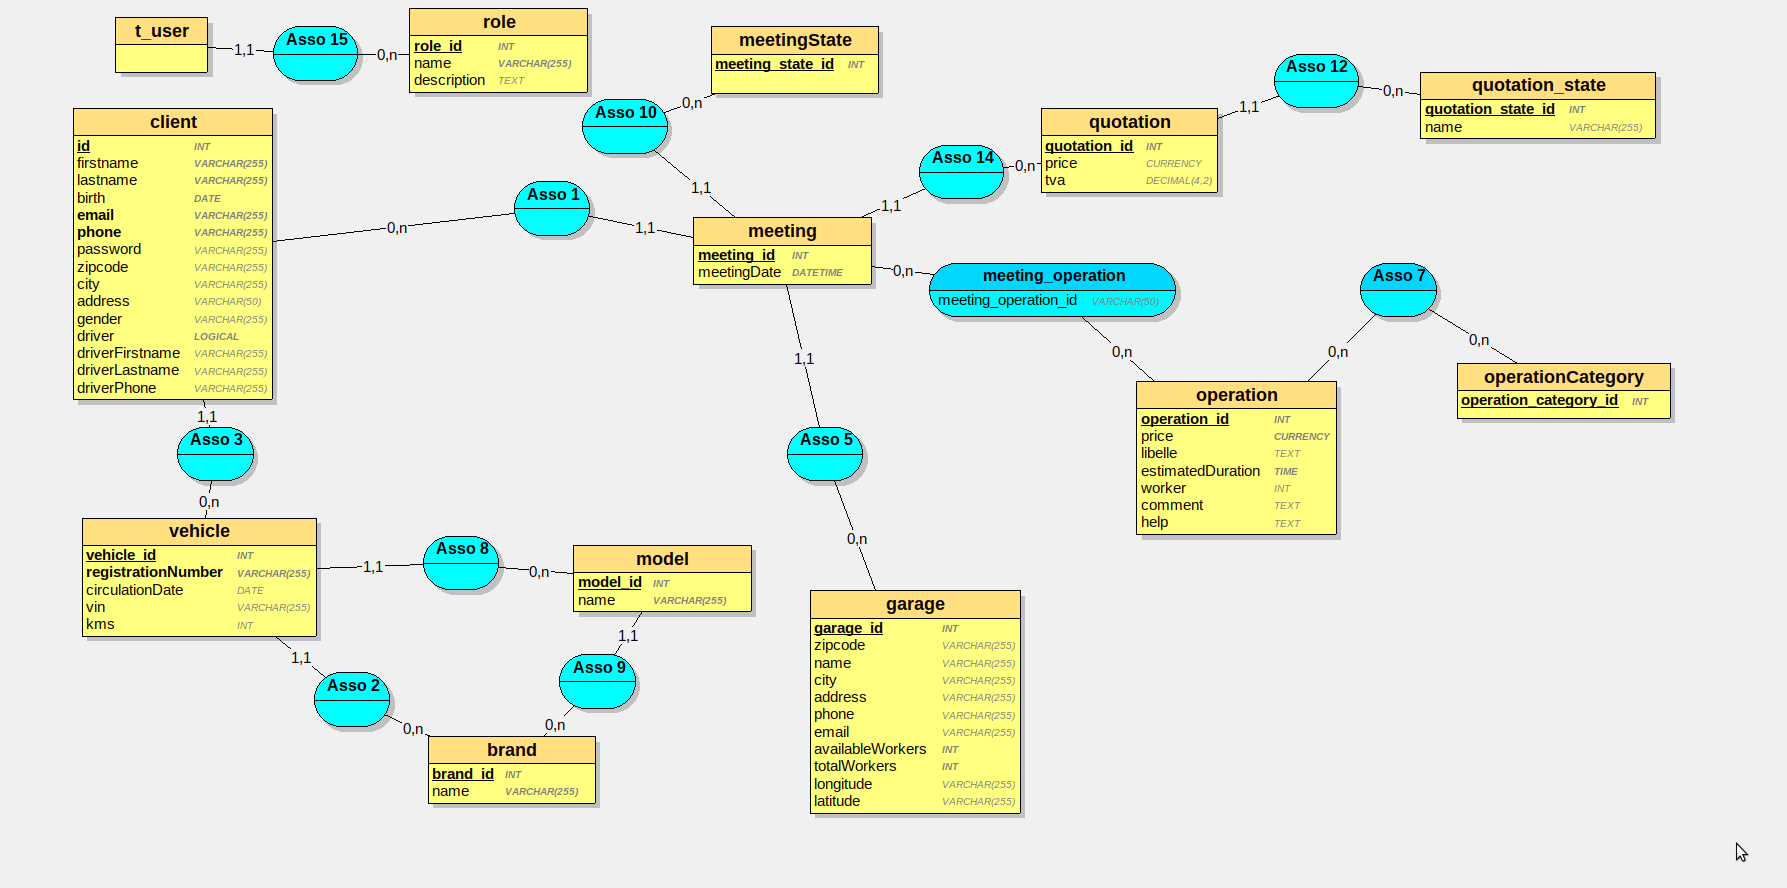 t_user
1,1
Asso 15
0,n
role
role_id INT
name VARCHAR(255)
description TEXT
meetingState
meeting_state_id INT
0,n
Asso 10
1,1
client
id INT
firstname VARCHAR(255)
lastname VARCHAR(255)
birth DATE
email VARCHAR(255)
phone VARCHAR(255)
password VARCHAR(255)
zipcode VARCHAR(255)
city VARCHAR(255)
address VARCHAR(50)
gender VARCHAR(255)
driver LOGICAL
driverFirstname VARCHAR(255)
driverLastname VARCHAR(255)
driverPhone VARCHAR(255)
0,n
Asso 1
1,1
meeting
meeting_id INT
meetingDate DATETIME
1,1
Asso 14
0,n
quotation
quotation_id INT
price CURRENCY
tva DECIMAL(4,2)
1,1
Asso 12
0,n
quotation_state
quotation_state_id INT
name VARCHAR(255)
0,n
meeting_operation
meeting_operation_id VARCHAR(50)
0,n
operation
operation_id INT
price CURRENCY
libelle TEXT
estimatedDuration TIME
worker INT
comment TEXT
help TEXT
0,n
Asso 7
0,n
operationCategory
operation_category_id INT
1,1
Asso 5
0,n
garage
garage_id INT
zipcode VARCHAR(255)
name VARCHAR(255)
city VARCHAR(255)
address VARCHAR(255)
phone VARCHAR(255)
email VARCHAR(255)
availableWorkers INT
totalWorkers INT
longitude VARCHAR(255)
latitude VARCHAR(255)
1,1
Asso 3
0,n
vehicle
vehicle_id INT
registrationNumber VARCHAR(255)
circulationDate DATE
vin VARCHAR(255)
kms INT
1,1
Asso 8
0,n
model
model_id INT
name VARCHAR(255)
1,1
Asso 9
0,n
1,1
Asso 2
0,n
brand
brand_id INT
name VARCHAR(255)